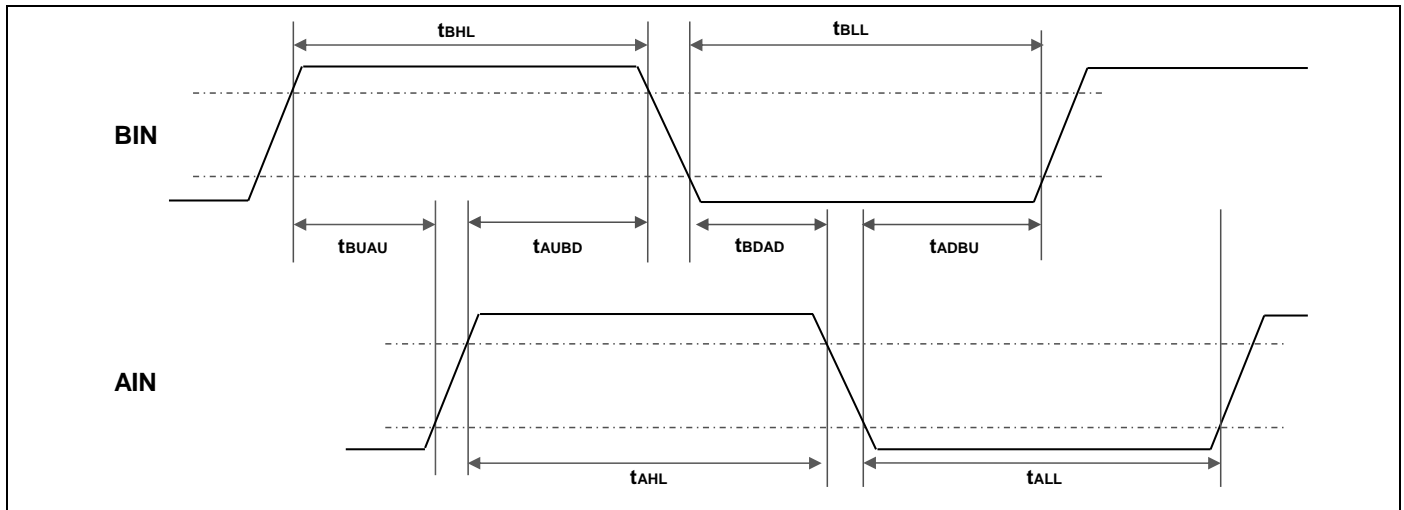 tBHL
tBLL
BIN
tBUAU
tAUBD
tBDAD
tADBU
AIN
tAHL
tALL